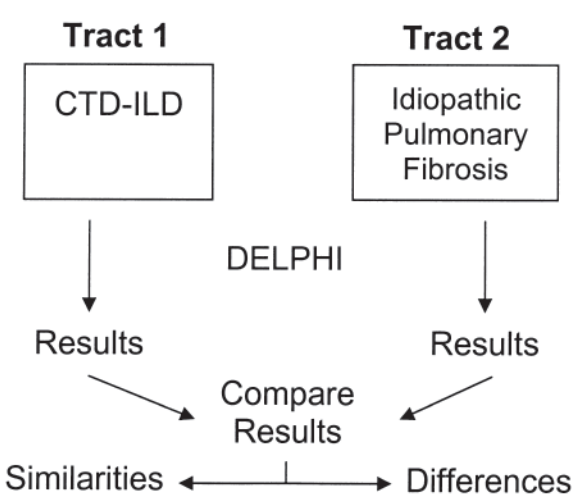 Tract 1
Tract 2
CTD-ILD
Idiopathic
Pulmonary
Fibrosis
DELPHI
Results
Results
Compare
Results
Similarities
Differences